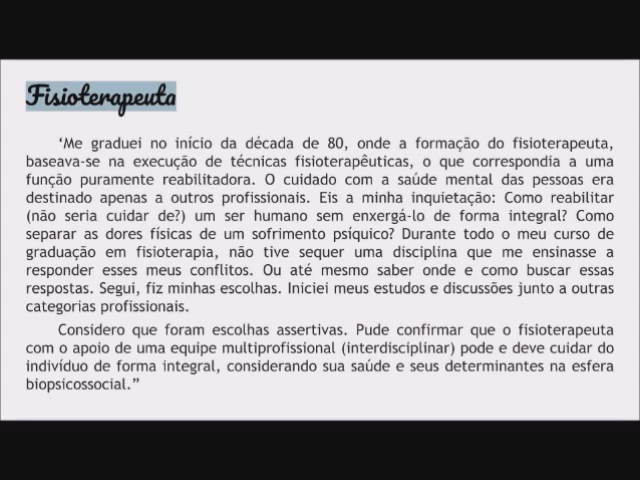 Fisioterapeuta
‘Me graduei no início da década de 80, onde a formação do fisioterapeuta,
baseava-se na execução de técnicas fisioterapêuticas, o que correspondia a uma
função puramente reabilitadora. O cuidado com a saúde mental das pessoas era
destinado apenas a outros profissionais. Eis a minha inquietação: Como reabilitar
(não seria cuidar de?) um ser humano sem enxergá-lo de forma integral? Como
separar as dores físicas de um sofrimento psíquico? Durante todo o meu curso de
graduação em fisioterapia, não tive sequer uma disciplina que me ensinasse a
responder esses meus conflitos. Ou até mesmo saber onde e como buscar essas
respostas. Segui, fiz minhas escolhas. Iniciei meus estudos e discussões junto a outras
categorias profissionais.
Considero que foram escolhas assertivas. Pude confirmar que o fisioterapeuta
com o apoio de uma equipe multiprofissional (interdisciplinar) pode e deve cuidar do
indivíduo de forma integral, considerando sua saúde e seus determinantes na esfera
biopsicossocial.”